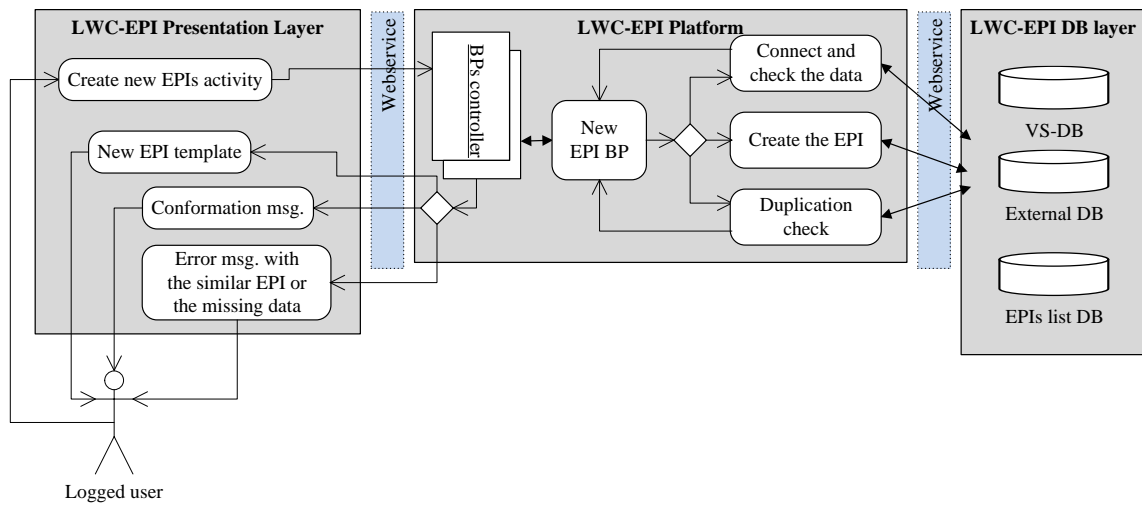 LWC-EPI Presentation Layer
Create new EPIs activity
New EPI template
Conformation msg.
Error msg. with
the similar EPI or
the missing data
Logged user
Webservice
LWC-EPI Platform
BPs controller
New
EPI BP
Connect and
check the data
Create the EPI
Duplication
check
Webservice
LWC-EPI DB layer
VS-DB
External DB
EPIs list DB